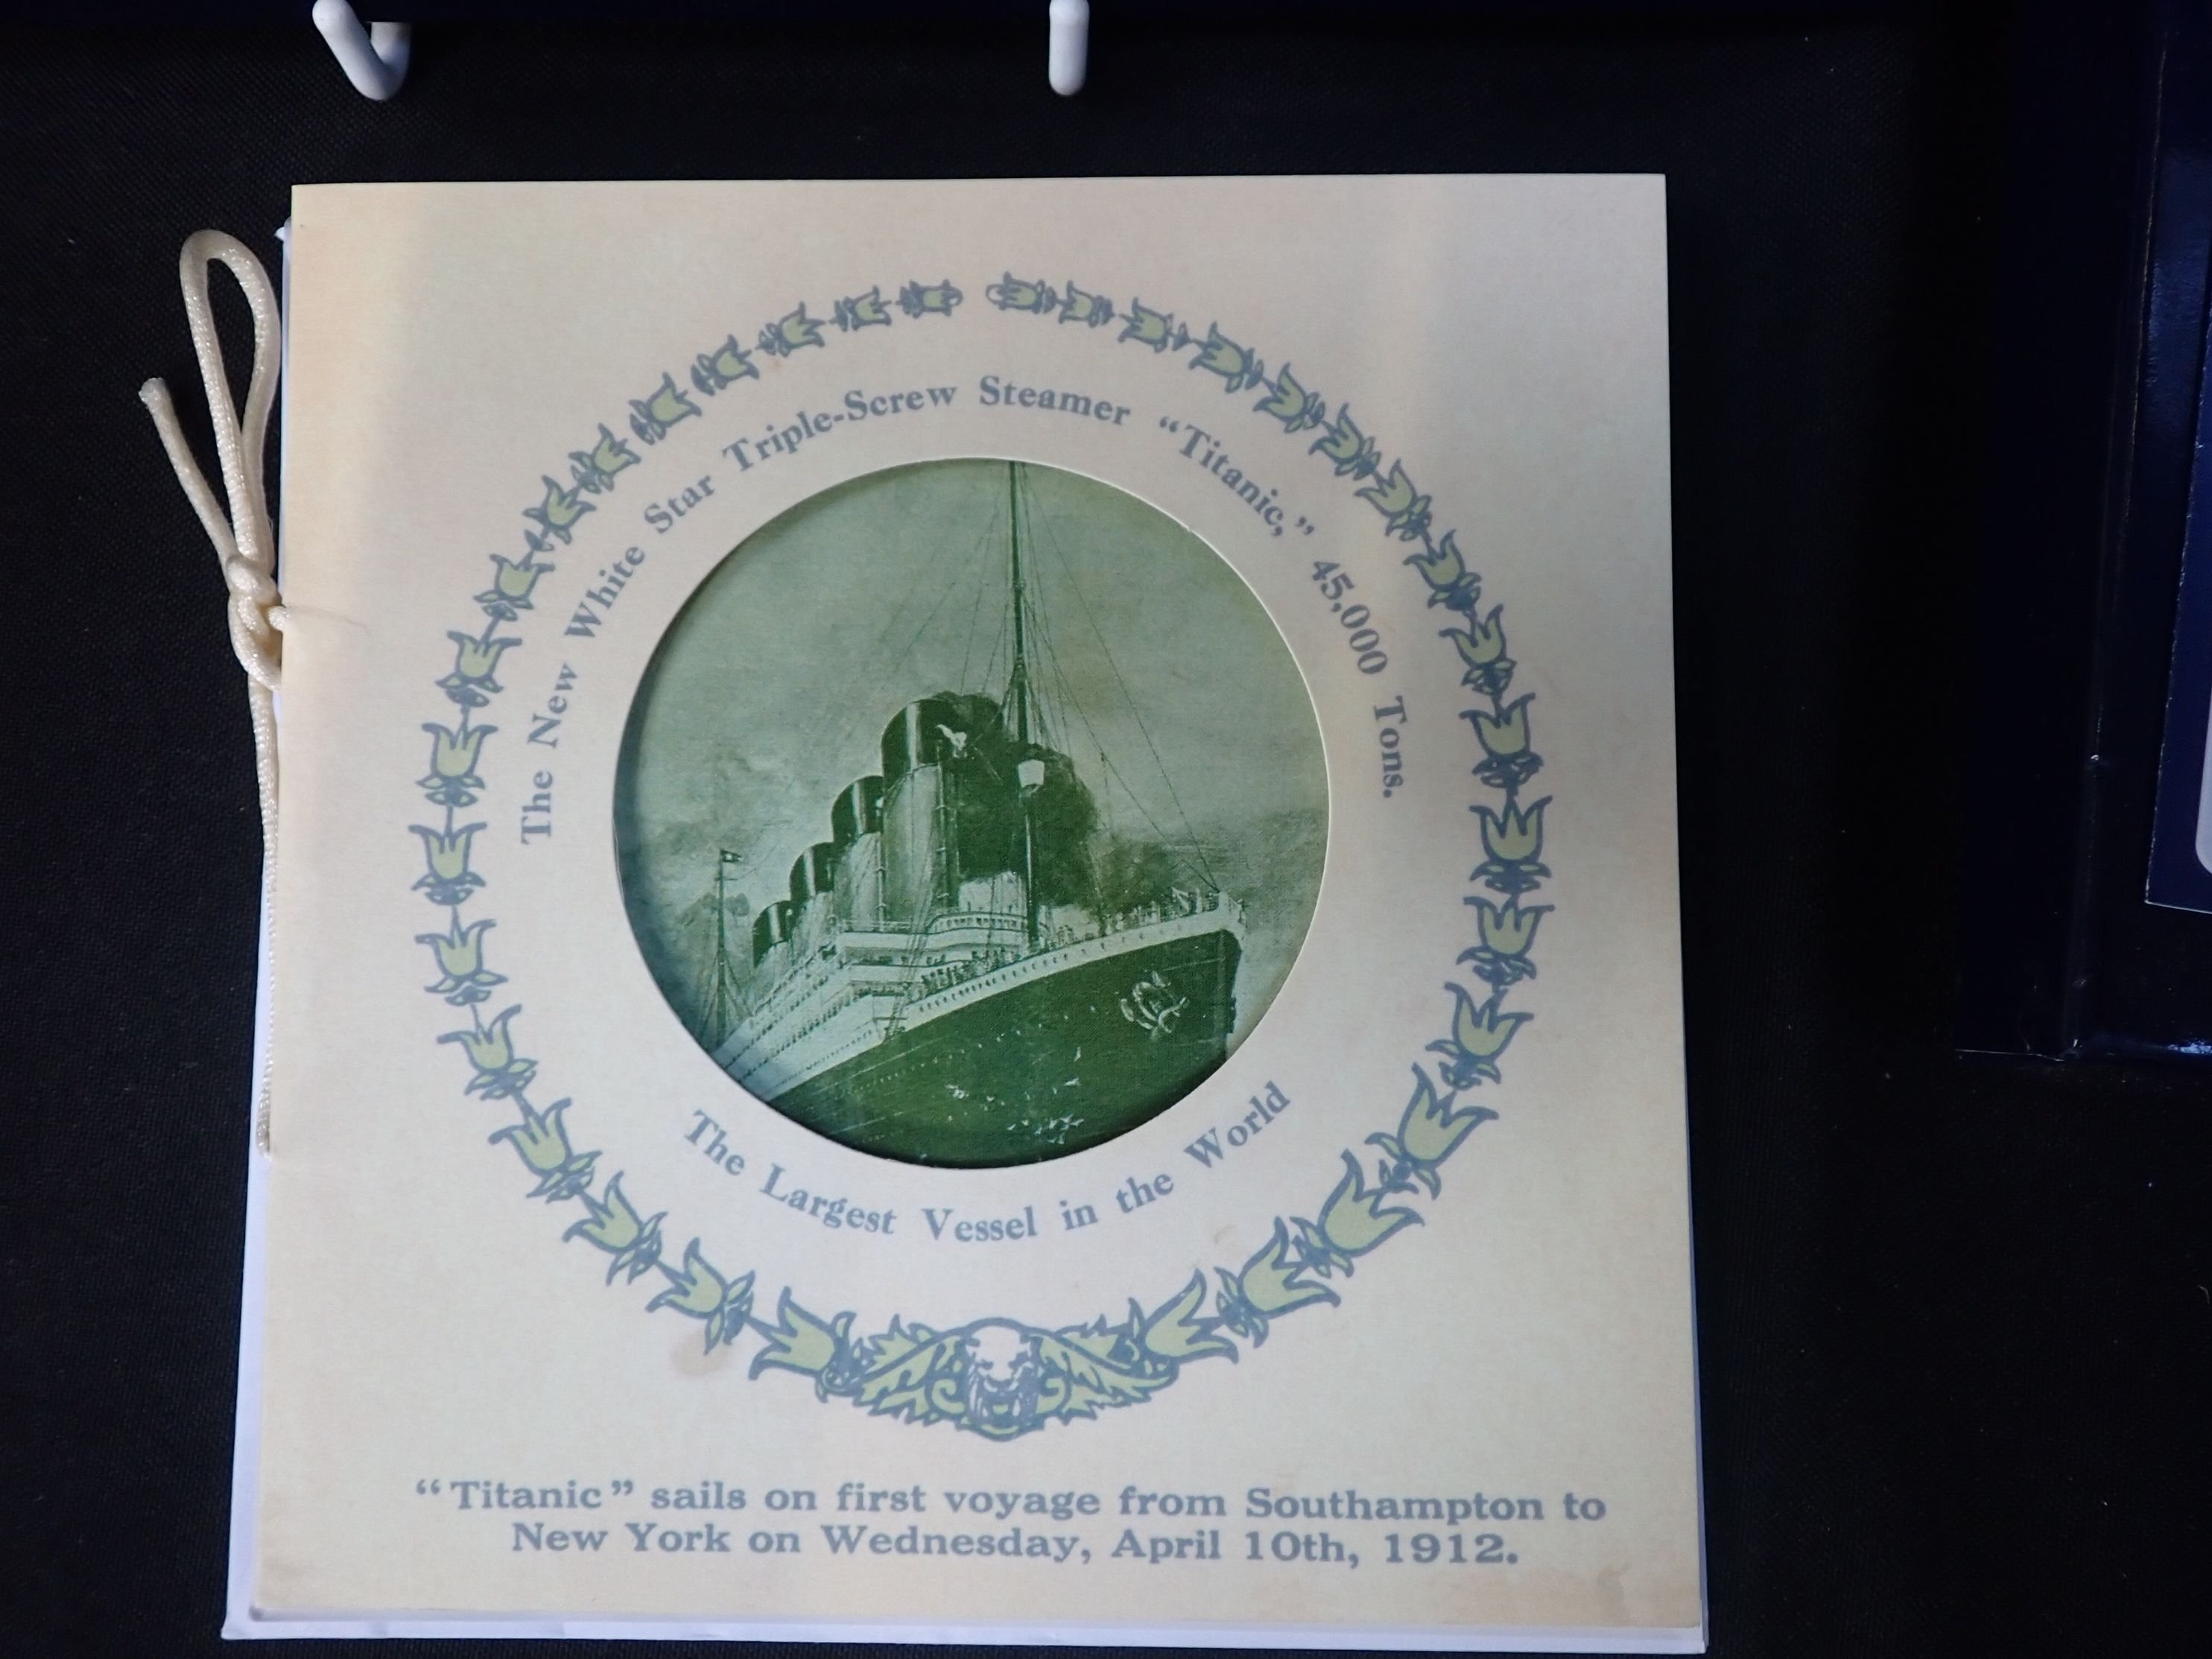 The New White Star Triple-Screw Steamer “Titanic,” 45,000 Tons.
The Largest Vessel in the World
“Titanic” sails on first voyage from Southampton to
New York on Wednesday, April 10th, 1912.